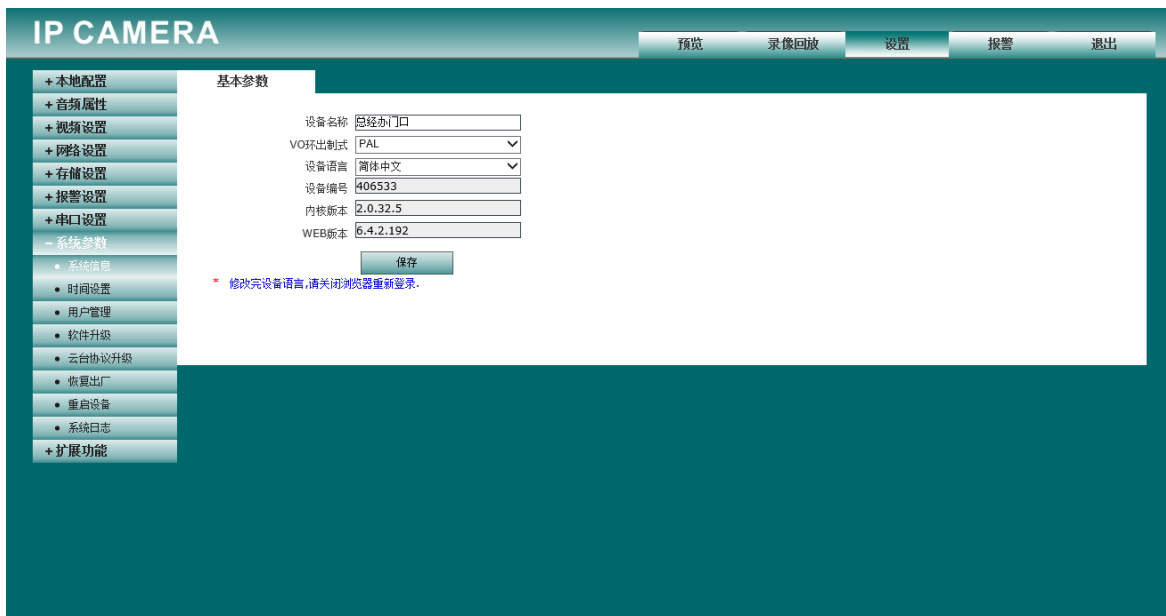 IP CAMERA
预览 录像回放 设置 报警 退出
+本地配置
+音频属性
+视频设置
+网络设置
+存储设置
+报警设置
+串口设置
-系统参数
• 系统信息
• 时间设置
• 用户管理
• 软件升级
• 云台协议升级
• 恢复出厂
• 重启设备
• 系统日志
+扩展功能
基本参数
设备名称 总经办门口
VO环出制式 PAL
设备语言 简体中文
设备编号 406533
内核版本 2.0.32.5
WEB版本 6.4.2.192
保存
* 修改完设备语言,请关闭浏览器重新登录.